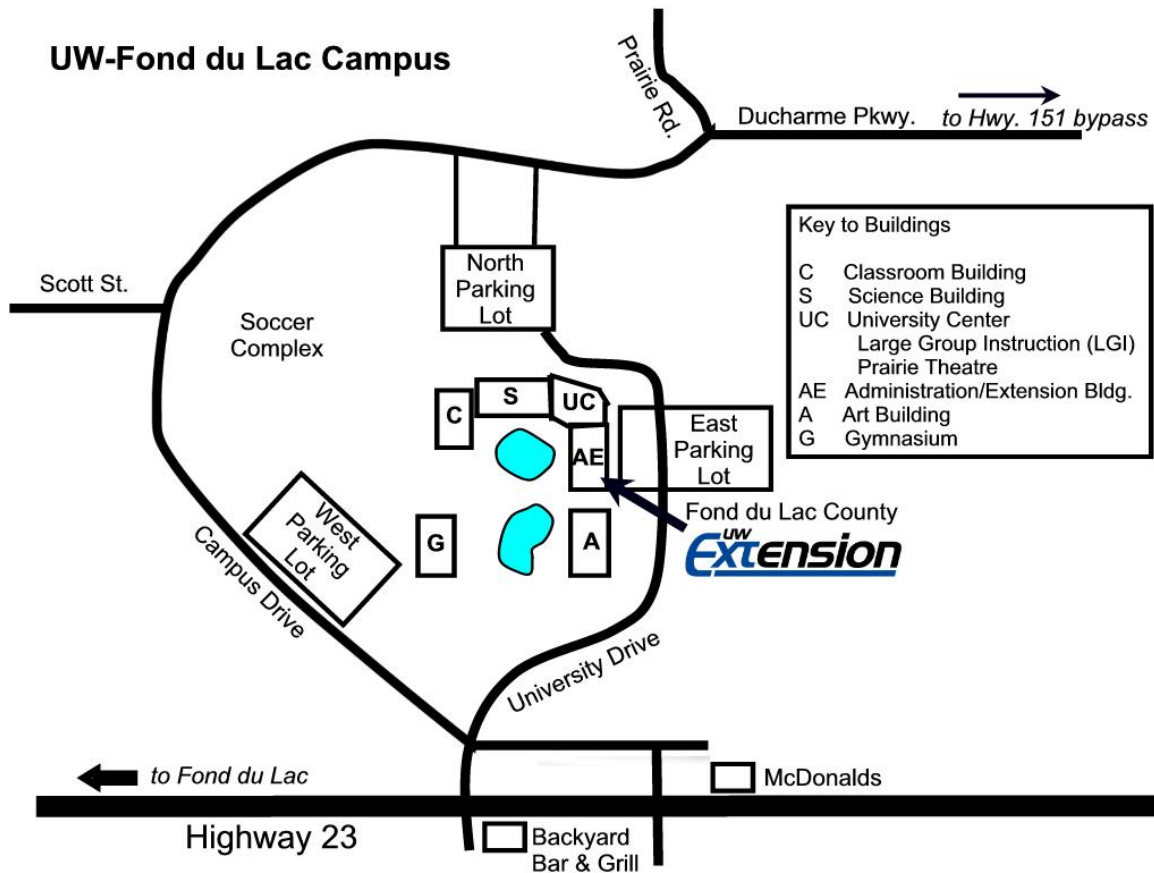 UW-Fond du Lac Campus
Prairie Rd.
Ducharme Pkwy.
to Hwy. 151 bypass
Key to Buildings
C Classroom Building
S Science Building
UC University Center
Large Group Instruction (LGI)
Prairie Theatre
AE Administration/Extension Bldg.
A Art Building
G Gymnasium
Scott St.
North
Parking
Lot
Soccer
Complex
C
S
UC
AE
East
Parking
Lot
West
Parking
Lot
G
A
Fond du Lac County
UW
Extension
Campus Drive
University Drive
to Fond du Lac
McDonalds
Highway 23
Backyard
Bar & Grill